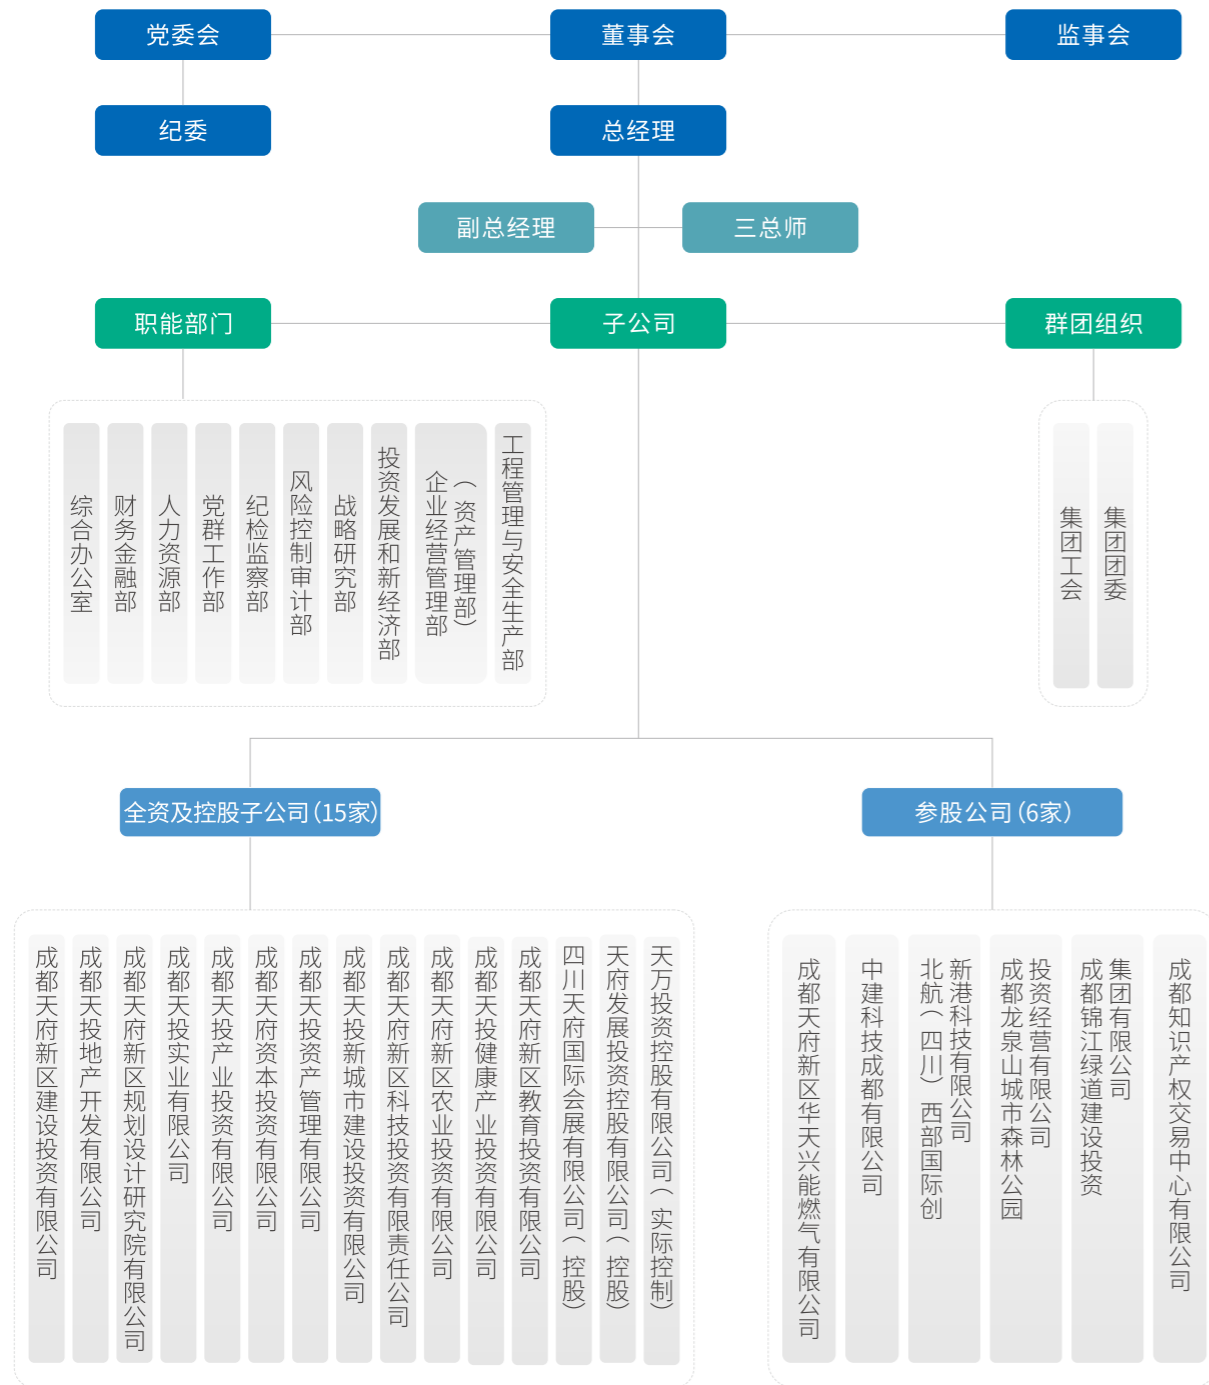 党委会
董事会
监事会
纪委
总经理
副总经理
三总师
职能部门
子公司
群团组织
综合办公室
财务金融部
人力资源部
党群工作部
纪检监察部
风险控制审计部
战略研究部
投资发展和新经济部
企业经营管理部
（资产管理部）
工程管理与安全生产部
集团工会
集团团委
全资及控股子公司（15家）
参股公司（6家）
成都天府新区建设投资有限公司
成都天投地产开发有限公司
成都天府新区规划设计研究院有限公司
成都天投实业有限公司
成都天投产业投资有限公司
成都天府资本投资有限公司
成都天投资产管理有限公司
成都天投新城市建设投资有限公司
成都天府新区科技投资有限责任公司
成都天府新区农业投资有限公司
成都天投健康产业投资有限公司
成都天府新区教育投资有限公司
四川天府国际会展有限公司（控股）
天府发展投资控股有限公司（控股）
天万投资控股有限公司（实际控制）
成都天府新区华天兴能燃气有限公司
中建科技成都有限公司
北航（四川）西部国际创
新港科技有限公司
成都龙泉山城市森林公园
投资经营有限公司
成都锦江绿道建设投资
集团有限公司
成都知识产权交易中心有限公司